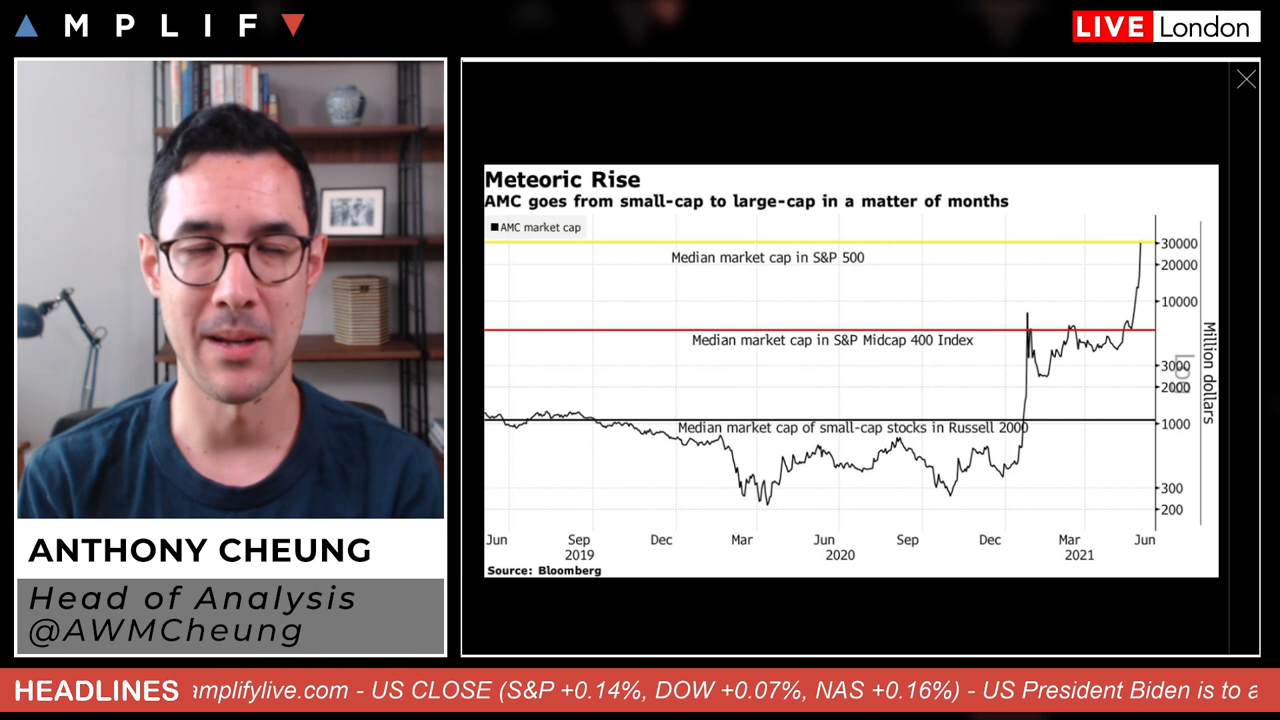 AMPLIFY
LIVE London
Meteoric Rise
AMC goes from small-cap to large-cap in a matter of months
AMC market cap
Median market cap in S&P 500
Median market cap in S&P Midcap 400 Index
Median market cap of small-cap stocks in Russell 2000
30000
20000
10000
3000
2000
1000
300
200
Million dollars
Jun Sep Dec Mar Jun Sep Dec Mar Jun
2019 2020 2021
Source: Bloomberg
ANTHONY CHEUNG
Head of Analysis
@AWMCheung
HEADLINES amplifylive.com - US CLOSE (S&P +0.14%, DOW +0.07%, NAS +0.16%) - US President Biden is to a